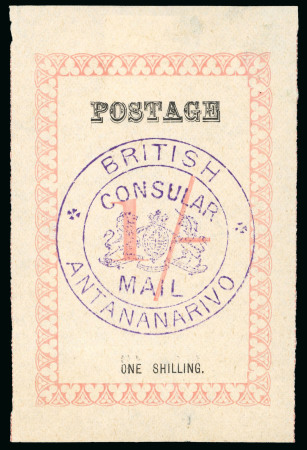 POSTAGE
BRITISH
CONSULAR
1/-
MAIL
ANTANANARIVO
ONE SHILLING.